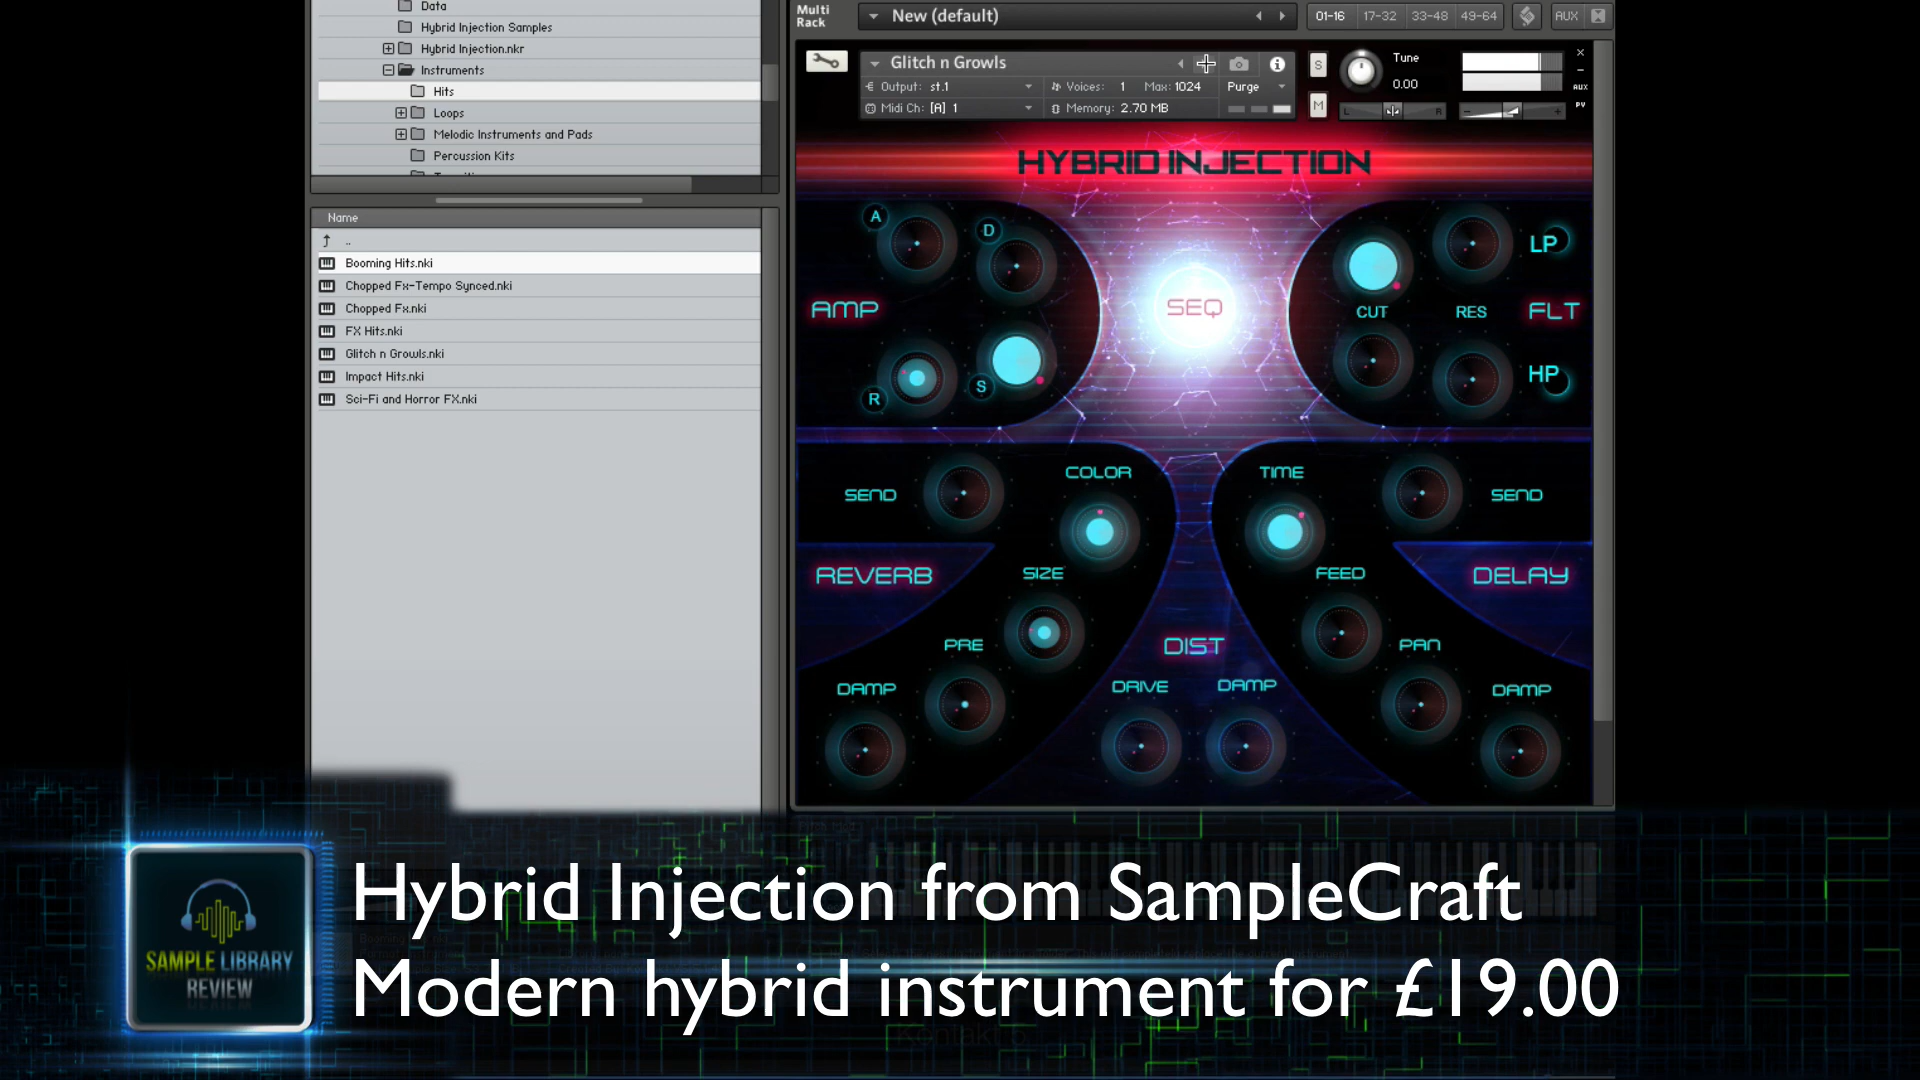 Data
Hybrid Injection Samples
Hybrid Injection.nkr
Instruments
Hits
Loops
Melodic Instruments and Pads
Percussion Kits
Name
..
Booming Hits.nki
Chopped Fx-Tempo Synced.nki
Chopped Fx.nki
FX Hits.nki
Glitch n Growls.nki
Impact Hits.nki
Sci-Fi and Horror FX.nki
Multi
Rack
New (default)
01-16 17-32 33-48 49-64
AUX
Glitch n Growls
Output: st.1
Voices: 1 Max: 1024
Purge
Midi Ch: [A] 1
Memory: 2.70 MB
S
M
Tune
0.00
L R
AUX
PV
HYBRID INJECTION
A
D
AMP
R
S
SEQ
CUT
RES
LP
FLT
HP
SEND
COLOR
TIME
SEND
REVERB
SIZE
FEED
DELAY
PRE
DIST
PAN
DAMP
DRIVE
DAMP
DAMP
SAMPLE LIBRARY
REVIEW
Hybrid Injection from SampleCraft
Modern hybrid instrument for £19.00